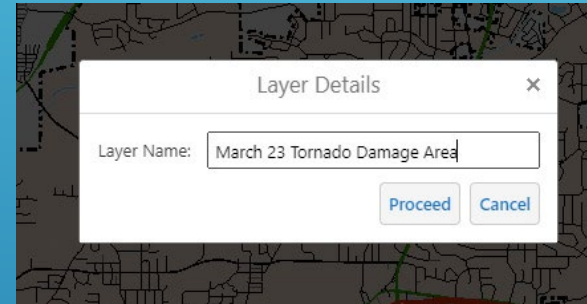 Layer Details ×
Layer Name: March 23 Tornado Damage Area
Proceed Cancel